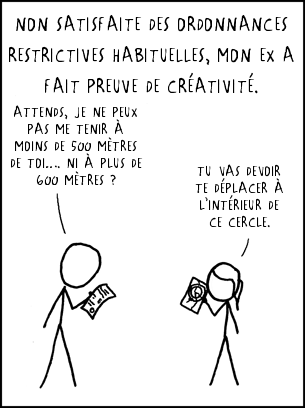 NON SATISFAITE DES ORDONNANCES
RESTRICTIVES HABITUELLES, MON EX A
FAIT PREUVE DE CRÉATIVITÉ.
ATTENDS, JE NE PEUX
PAS ME TENIR À
MOINS DE 500 MÈTRES
DE TOI.... NI À PLUS DE
600 MÈTRES ?
TU VAS DEVOIR
TE DÉPLACER À
L'INTÉRIEUR DE
CE CERCLE.